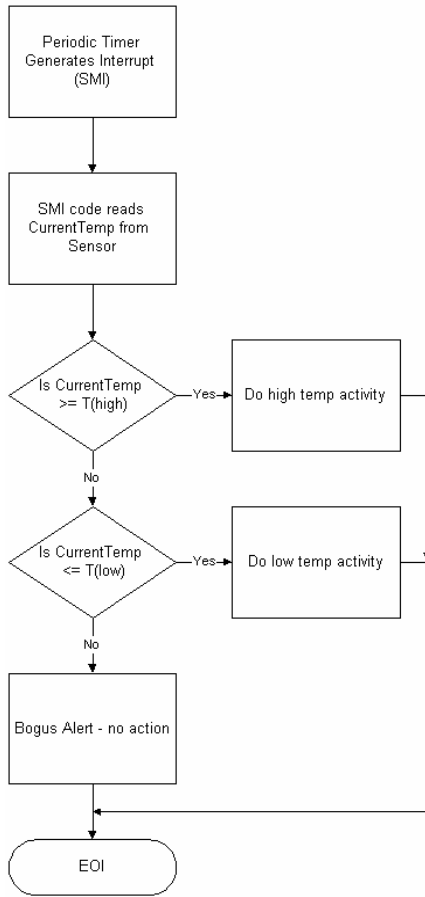 Periodic Timer
Generates Interrupt
(SMI)
SMI code reads
CurrentTemp from
Sensor
Is CurrentTemp
>= T(high)
Yes
Do high temp activity
No
Is CurrentTemp
<= T(low)
Yes
Do low temp activity
No
Bogus Alert - no action
EOI